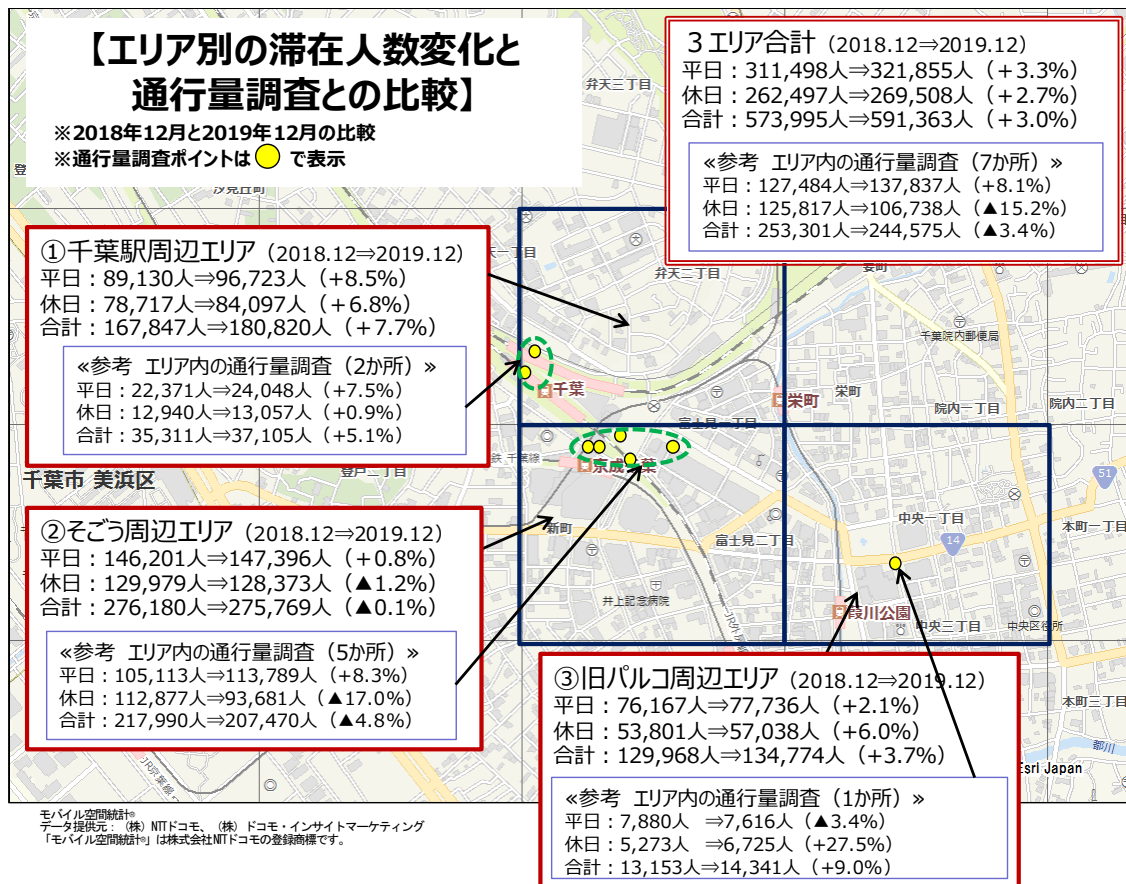 【エリア別の滞在人数変化と
通行量調査との比較】
※2018年12月と2019年12月の比較
※通行量調査ポイントは で表示
3エリア合計 (2018.12⇒2019.12)
平日：311,498人⇒321,855人（+3.3%）
休日：262,497人⇒269,508人（+2.7%）
合計：573,995人⇒591,363人（+3.0%）
≪参考 エリア内の通行量調査（7か所）≫
平日：127,484人⇒137,837人（+8.1%）
休日：125,817人⇒106,738人（▲15.2%）
合計：253,301人⇒244,575人（▲3.4%）
①千葉駅周辺エリア (2018.12⇒2019.12)
平日：89,130人⇒96,723人（+8.5%）
休日：78,717人⇒84,097人（+6.8%）
合計：167,847人⇒180,820人（+7.7%）
≪参考 エリア内の通行量調査（2か所）≫
平日：22,371人⇒24,048人（+7.5%）
休日：12,940人⇒13,057人（+0.9%）
合計：35,311人⇒37,105人（+5.1%）
②そごう周辺エリア (2018.12⇒2019.12)
平日：146,201人⇒147,396人（+0.8%）
休日：129,979人⇒128,373人（▲1.2%）
合計：276,180人⇒275,769人（▲0.1%）
≪参考 エリア内の通行量調査（5か所）≫
平日：105,113人⇒113,789人（+8.3%）
休日：112,877人⇒93,681人（▲17.0%）
合計：217,990人⇒207,470人（▲4.8%）
③旧パルコ周辺エリア (2018.12⇒2019.12)
平日：76,167人⇒77,736人（+2.1%）
休日：53,801人⇒57,038人（+6.0%）
合計：129,968人⇒134,774人（+3.7%）
≪参考 エリア内の通行量調査（1か所）≫
平日：7,880人 ⇒7,616人（▲3.4%）
休日：5,273人 ⇒6,725人（+27.5%）
合計：13,153人⇒14,341人（+9.0%）
弁天三丁目
汐見丘町
弁天二丁目
千葉院内郵便局
千葉
栄町
栄町
院内一丁目
院内二丁目
富士見一丁目
千葉市 美浜区
登戸二丁目
京成千葉
51
新町
中央一丁目
14
本町一丁目
富士見二丁目
井上記念病院
葭川公園
中央三丁目
中央区役所
本町三丁目
都川
JR京葉線
JR外房
Esri Japan
モバイル空間統計®
データ提供元：（株）NTTドコモ、（株）ドコモ・インサイトマーケティング
「モバイル空間統計®」は株式会社NTTドコモの登録商標です。